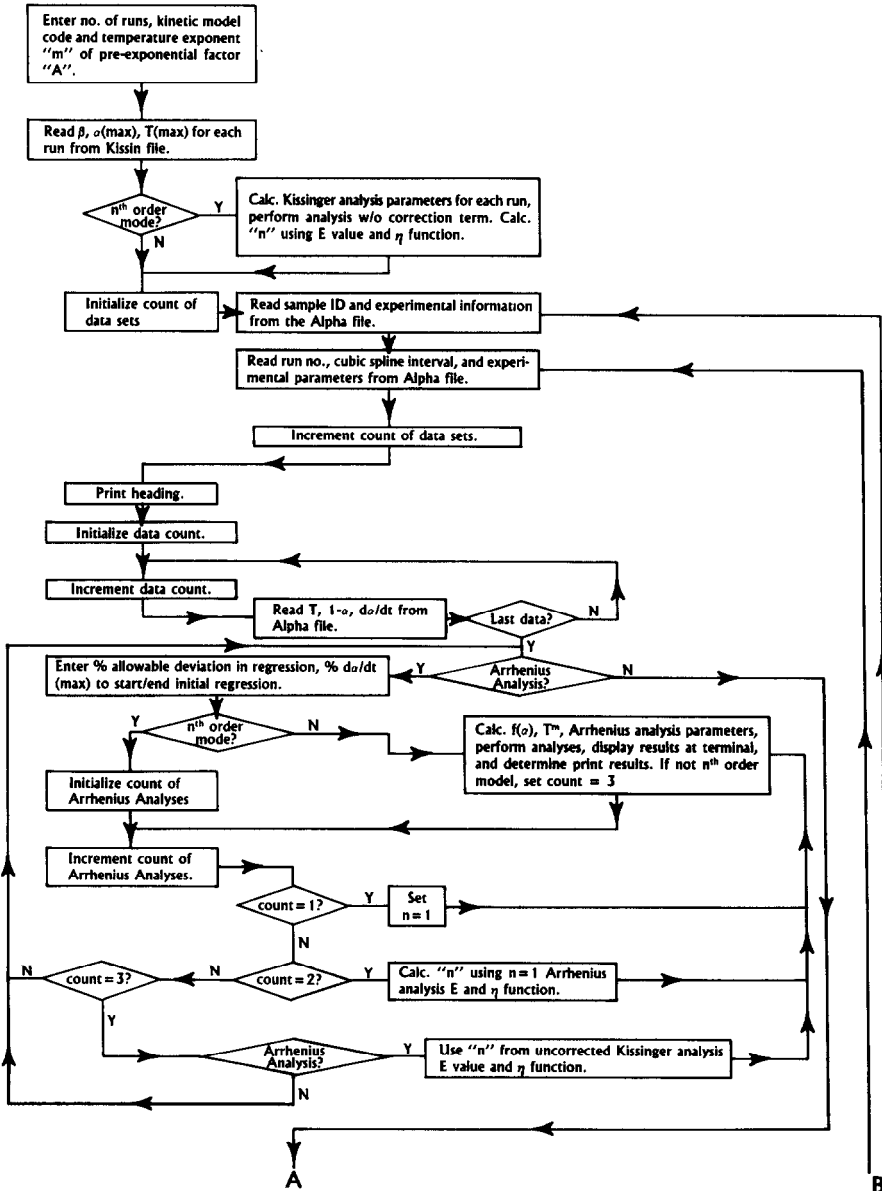 Enter no. of runs, kinetic model
code and temperature exponent
“m” of pre-exponential factor
“A”.
Read β, α(max), T(max) for each
run from Kissin file.
nth order
mode?
Y
N
Calc. Kissinger analysis parameters for each run,
perform analysis w/o correction term. Calc.
“n” using E value and η function.
Initialize count of
data sets
Read sample ID and experimental information
from the Alpha file.
Read run no., cubic spline interval, and experi-
mental parameters from Alpha file.
Increment count of data sets.
Print heading.
Initialize data count.
Increment data count.
Read T, 1-α, dα/dt from
Alpha file.
Last data?
N
Y
Enter % allowable deviation in regression, % dα/dt
(max) to start/end initial regression.
Y
Arrhenius
Analysis?
N
Y
nth order
mode?
N
Calc. f(α), Tm, Arrhenius analysis parameters,
perform analyses, display results at terminal,
and determine print results. If not nth order
model, set count = 3
Initialize count of
Arrhenius Analyses
Increment count of
Arrhenius Analyses.
count = 1?
Y
Set
n = 1
N
N
count = 3?
N
count = 2?
Y
Calc. “n” using n = 1 Arrhenius
analysis E and η function.
Y
Arrhenius
Analysis?
Y
Use “n” from uncorrected Kissinger analysis
E value and η function.
N
A
B